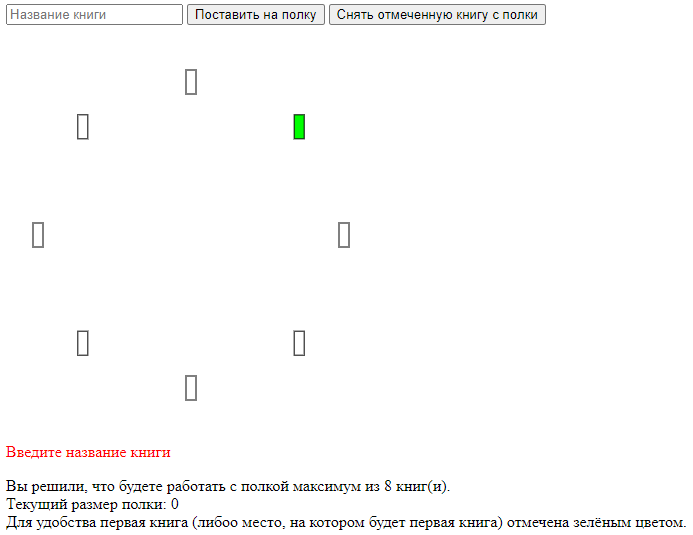 Название книги Поставить на полку Снять отмеченную книгу с полки
Введите название книги
Вы решили, что будете работать с полкой максимум из 8 книг(и).
Текущий размер полки: 0
Для удобства первая книга (либоо место, на котором будет первая книга) отмечена зелёным цветом.